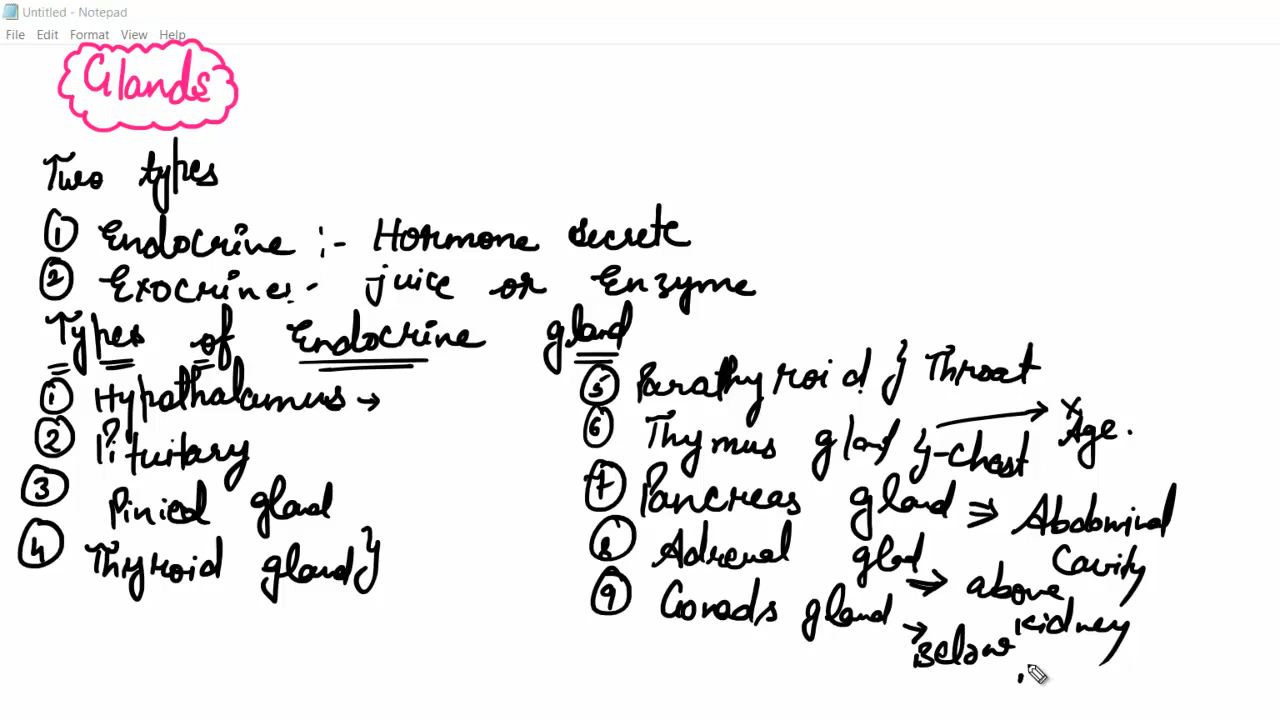 Untitled - Notepad
File Edit Format View Help
Glands
Two types
① Endocrine :- Hormone secrete
② Exocrine:- juice or Enzyme
Types of Endocrine gland
① Hypothalamus →
② Pituitary
③ Pinied gland
④ Thyroid gland }
⑤ Parathyroid } Throat
⑥ Thymus gland }-chest → Age.
⑦ Pancreas gland ⇒ Abdominal
Cavity
⑧ Adrenal glad ⇒ above
Kidney
⑨ Gonads gland → Below